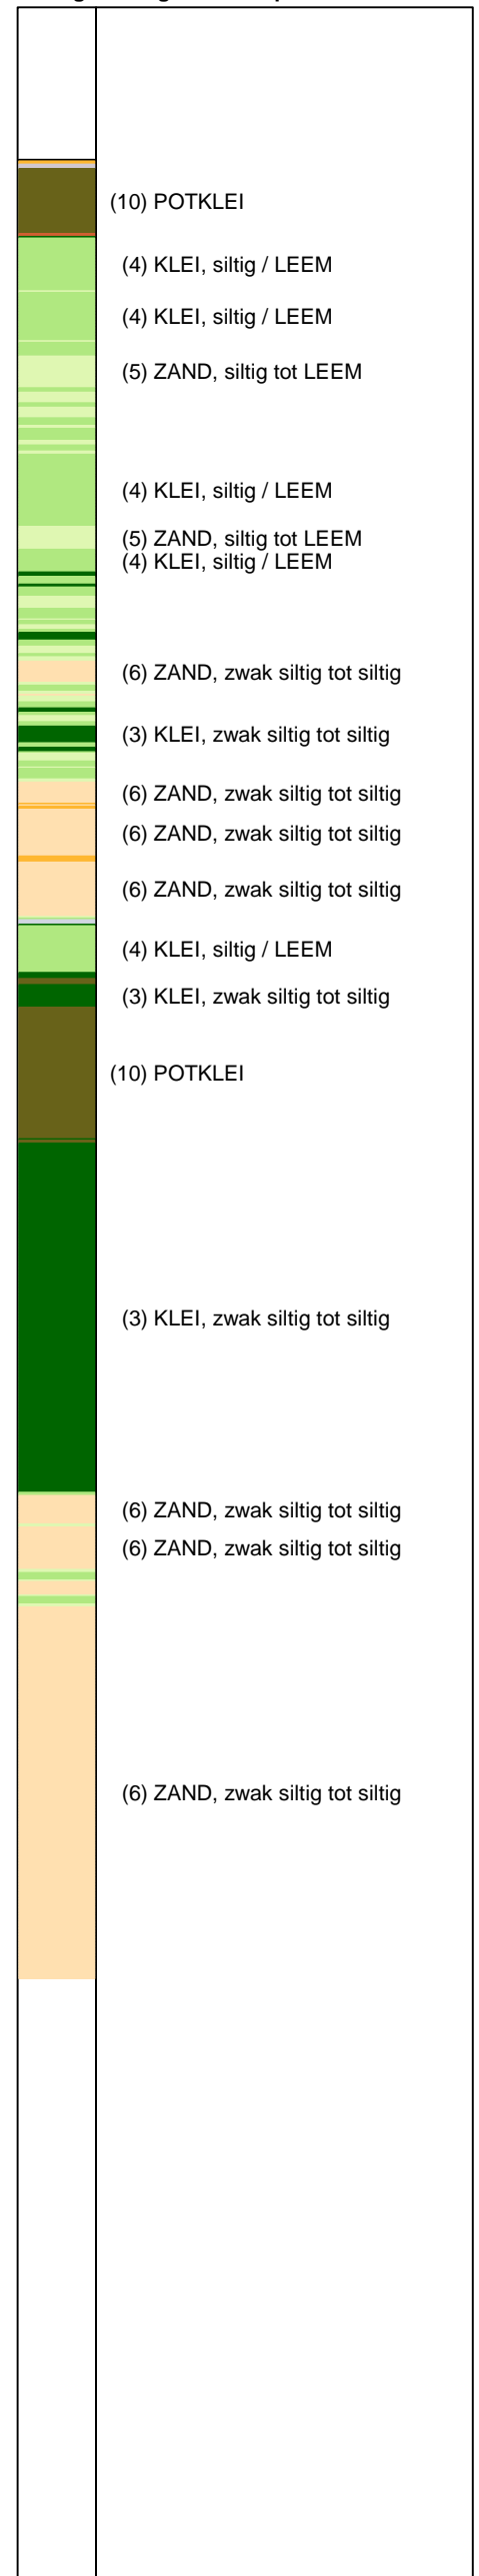 (10) POTKLEI
(4) KLEI, siltig / LEEM
(4) KLEI, siltig / LEEM
(5) ZAND, siltig tot LEEM
(4) KLEI, siltig / LEEM
(5) ZAND, siltig tot LEEM
(4) KLEI, siltig / LEEM
(6) ZAND, zwak siltig tot siltig
(3) KLEI, zwak siltig tot siltig
(6) ZAND, zwak siltig tot siltig
(6) ZAND, zwak siltig tot siltig
(6) ZAND, zwak siltig tot siltig
(4) KLEI, siltig / LEEM
(3) KLEI, zwak siltig tot siltig
(10) POTKLEI
(3) KLEI, zwak siltig tot siltig
(6) ZAND, zwak siltig tot siltig
(6) ZAND, zwak siltig tot siltig
(6) ZAND, zwak siltig tot siltig